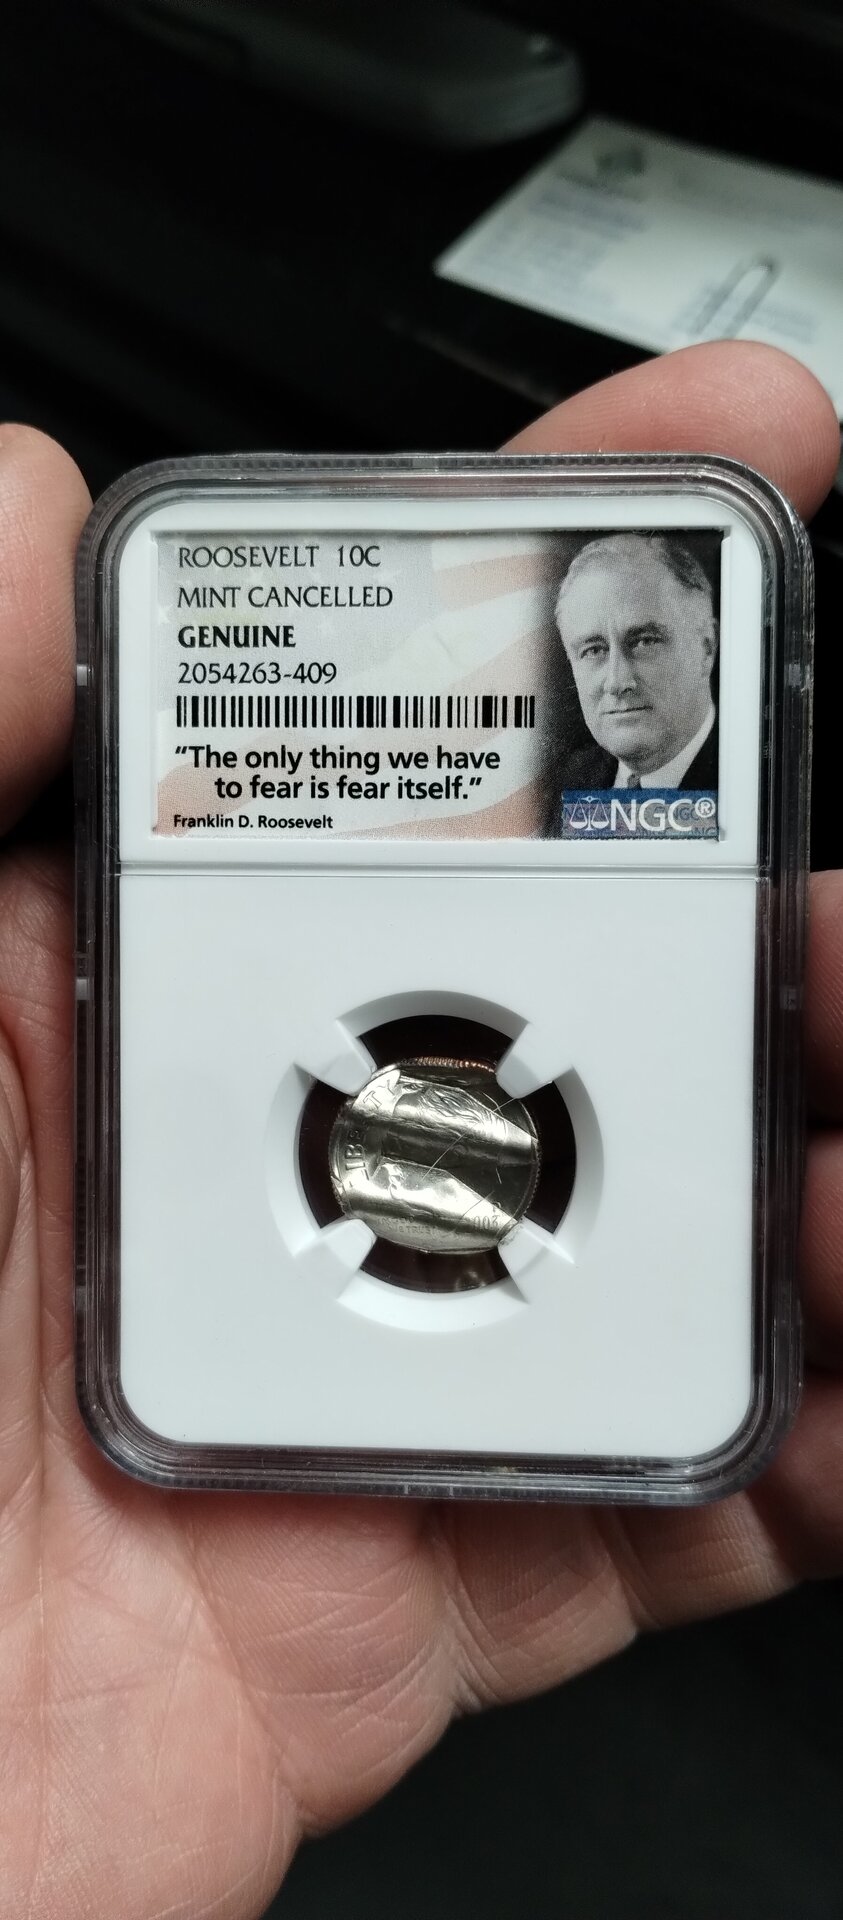 ROOSEVELT 10C
MINT CANCELLED
GENUINE
2054263-409
"The only thing we have
to fear is fear itself."
Franklin D. Roosevelt
NGC®
LIBERTY